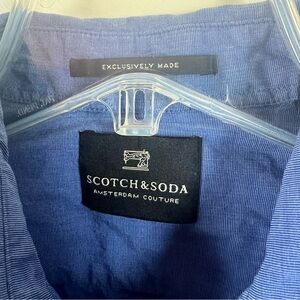 EXCLUSIVELY MADE
SCOTCH & SODA
AMSTERDAM COUTURE